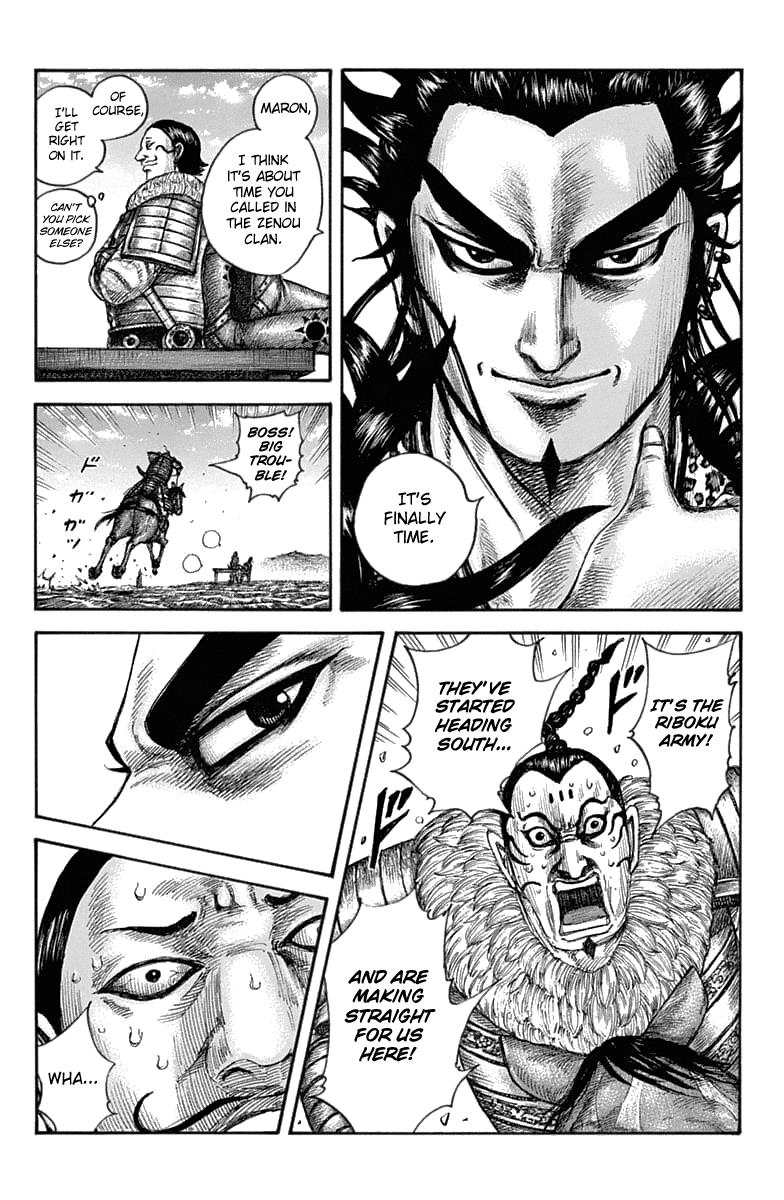 IT'S
FINALLY
TIME.
MARON,
I THINK
IT'S ABOUT
TIME YOU
CALLED IN
THE ZENOU
CLAN.
OF
COURSE,
I'LL
GET
RIGHT
ON IT.
CAN'T
YOU PICK
SOMEONE
ELSE?
BOSS!
BIG
TROU-
BLE!
ドガガッ
IT'S THE
RIBOKU
ARMY!
ド
THEY'VE
STARTED
HEADING
SOUTH...
ド
AND ARE
MAKING
STRAIGHT
FOR US
HERE!
WHA...